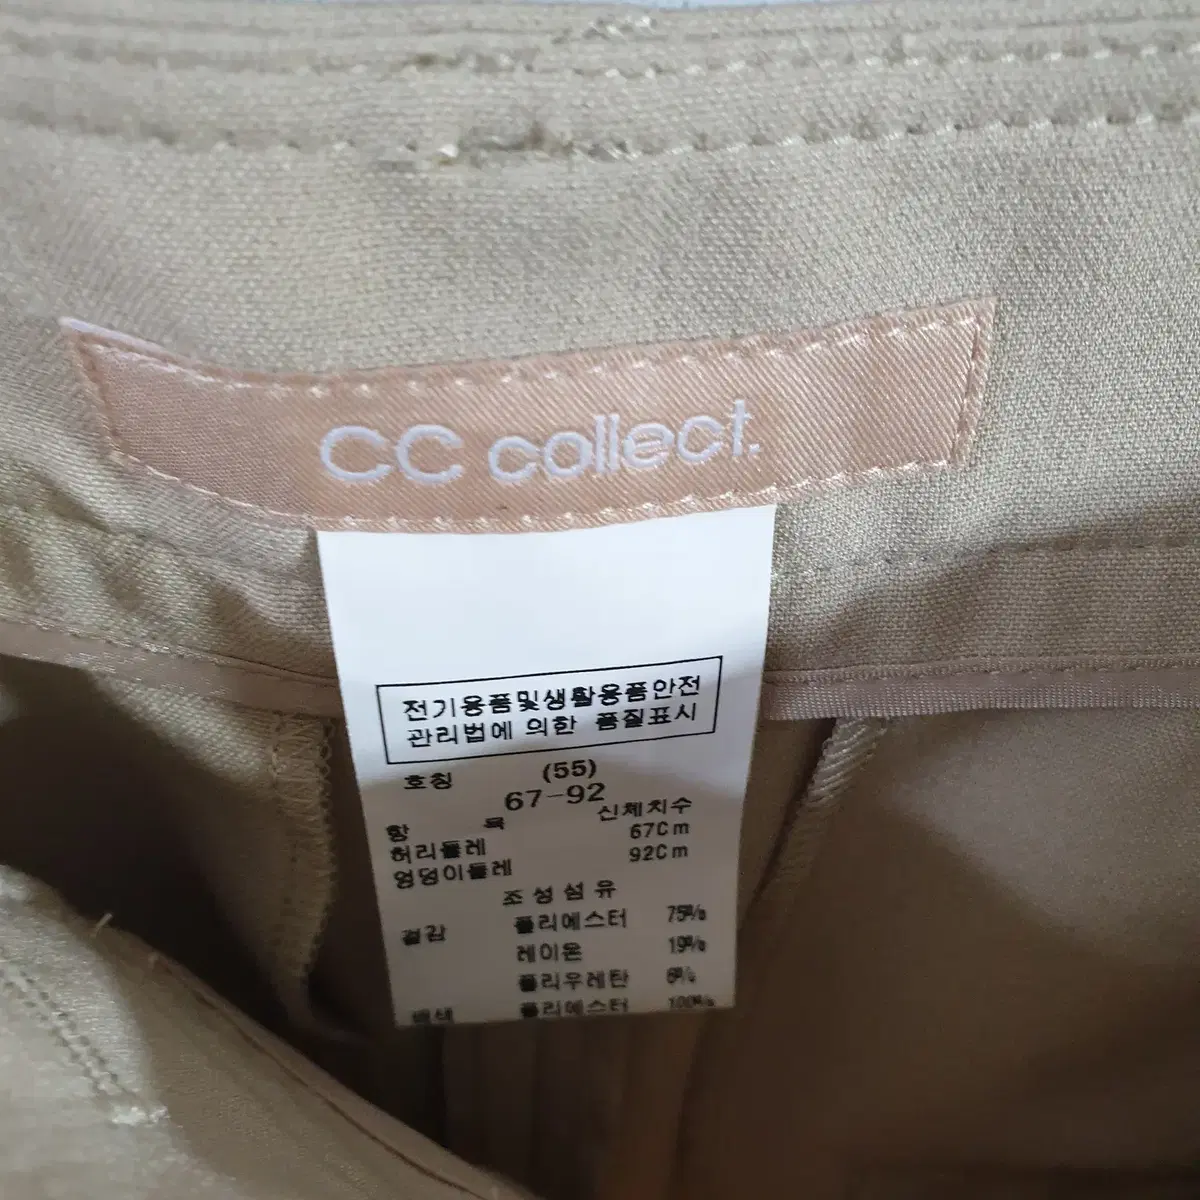 CC collect.
전기용품및생활용품안전
관리법에 의한 품질표시
호칭 (55)
67-92
항 목 신체치수
허리둘레 67Cm
엉덩이둘레 92Cm
조성섬유
겉감 폴리에스터 75%
레이온 19%
폴리우레탄 6%
배색 폴리에스터 100%